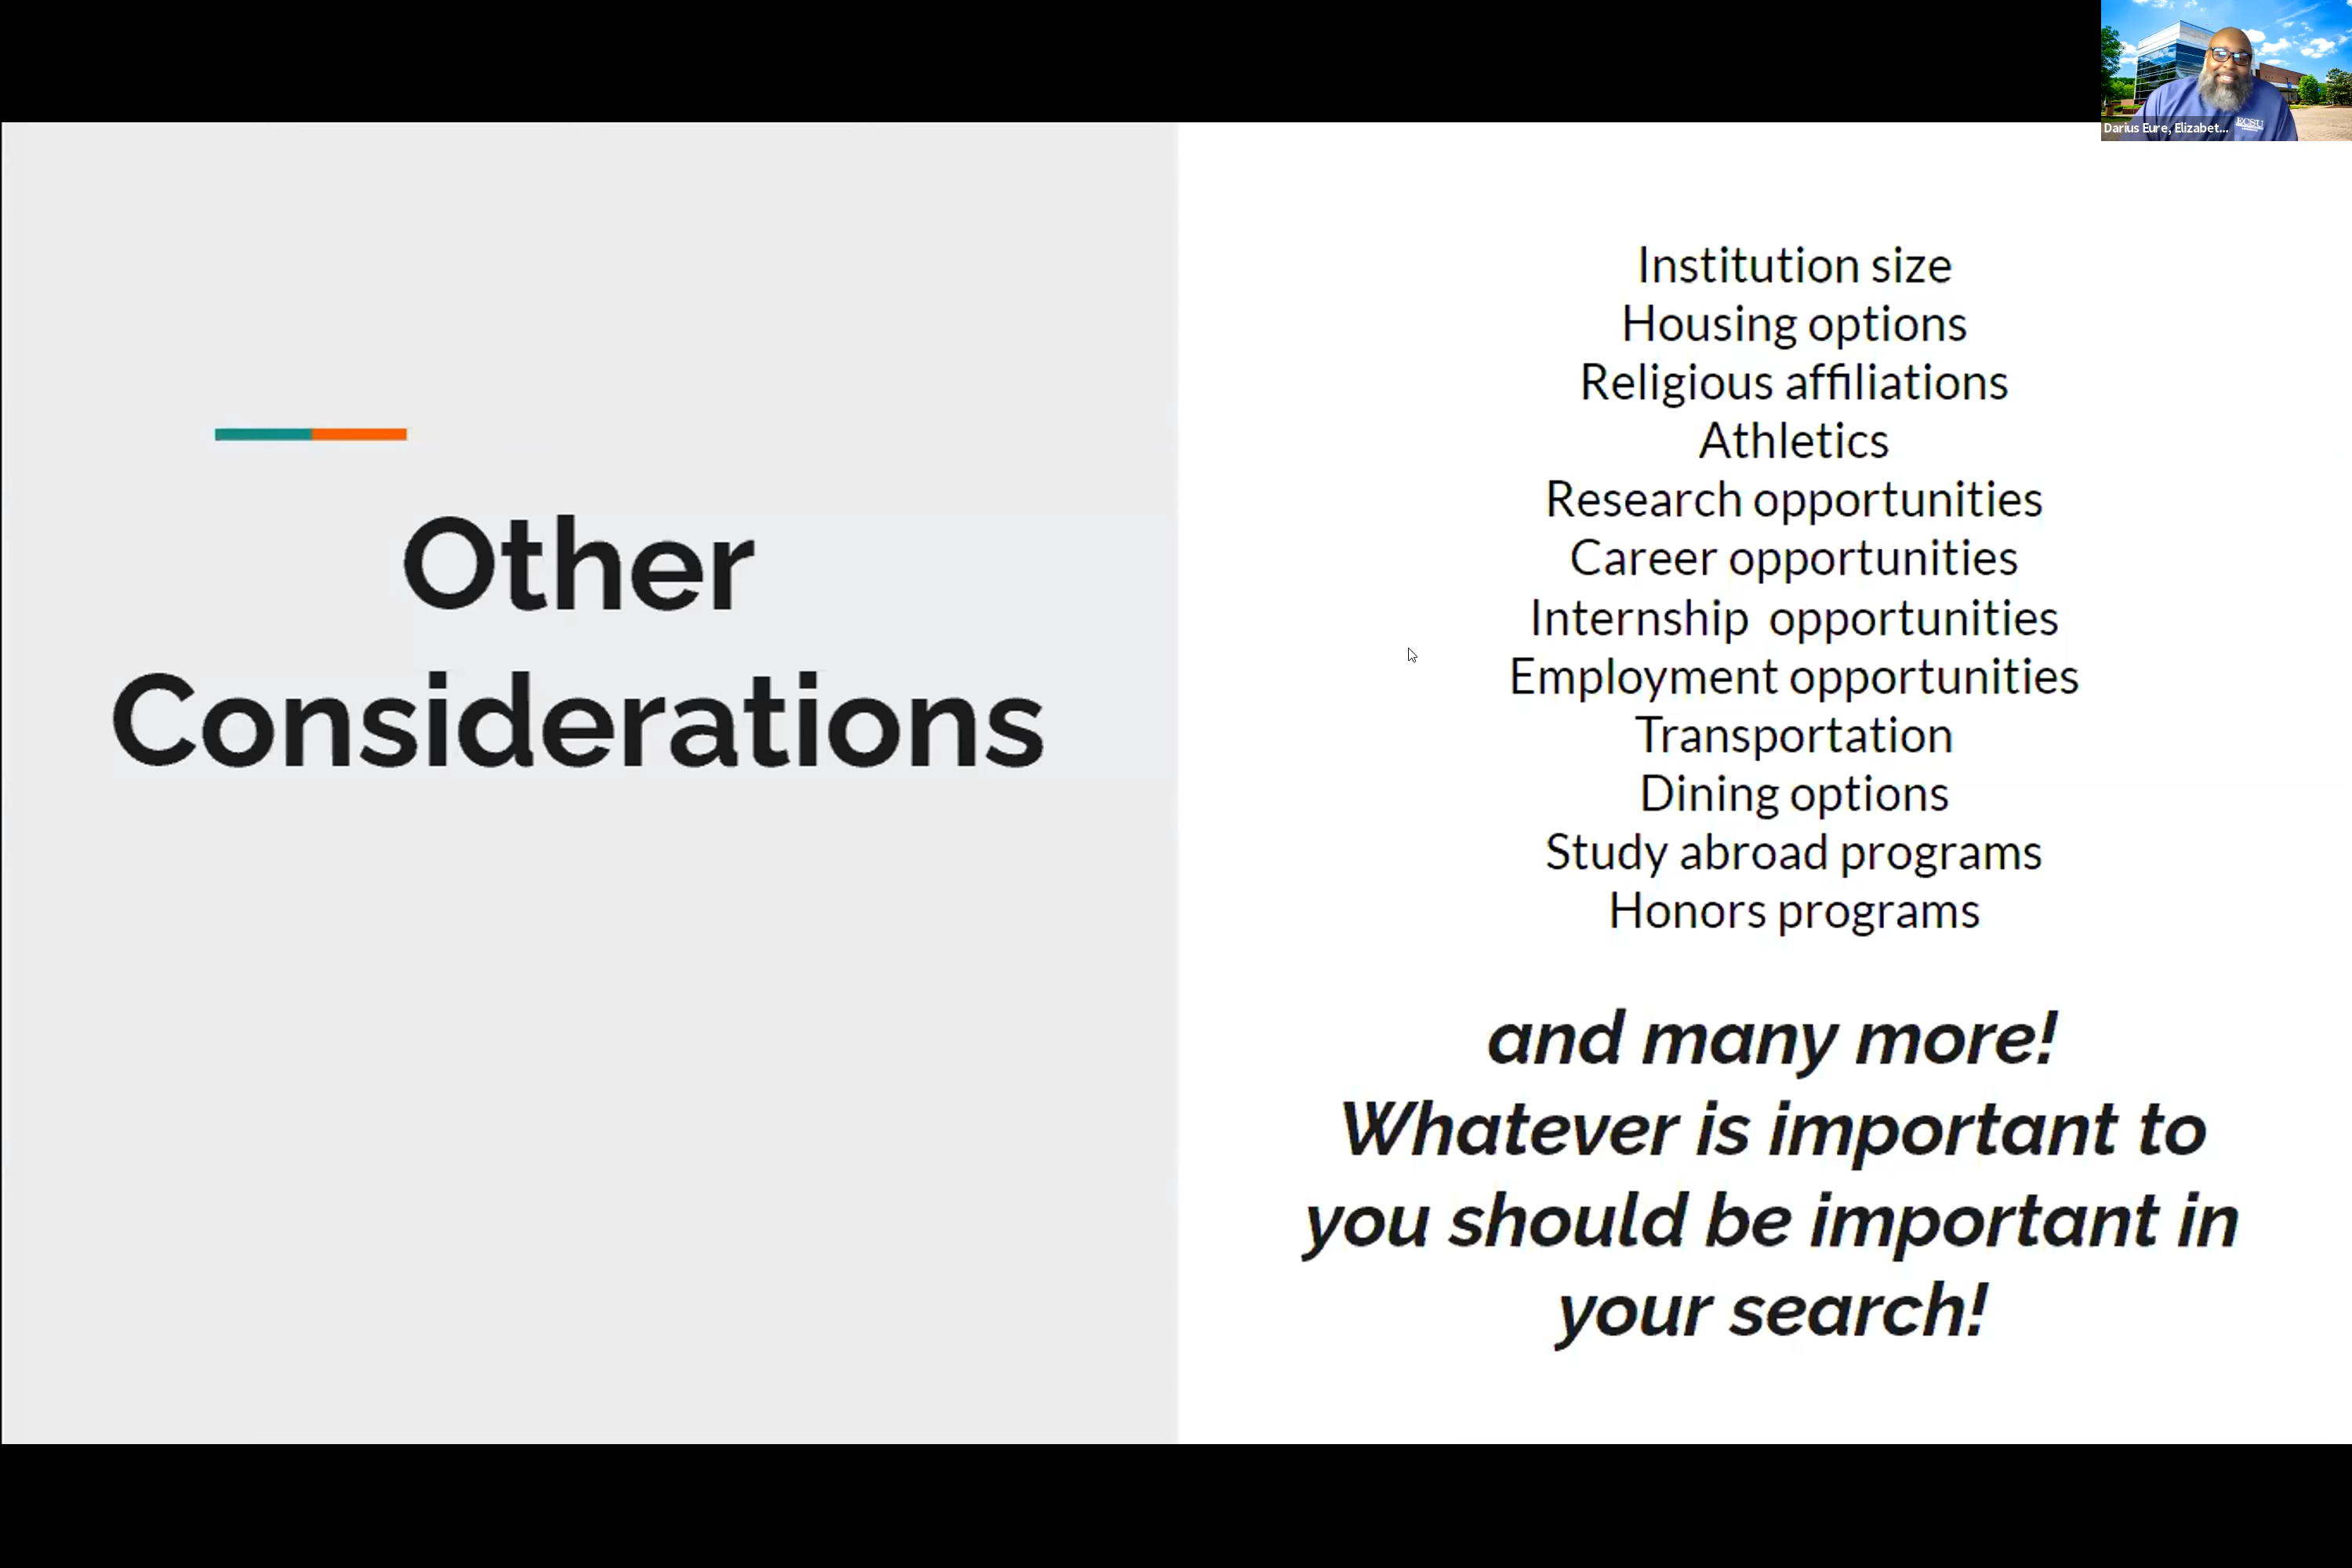 Darius Eure, Elizabet...
ECSU
Other
Considerations
Institution size
Housing options
Religious affiliations
Athletics
Research opportunities
Career opportunities
Internship  opportunities
Employment opportunities
Transportation
Dining options
Study abroad programs
Honors programs
and many more!
Whatever is important to
you should be important in
your search!